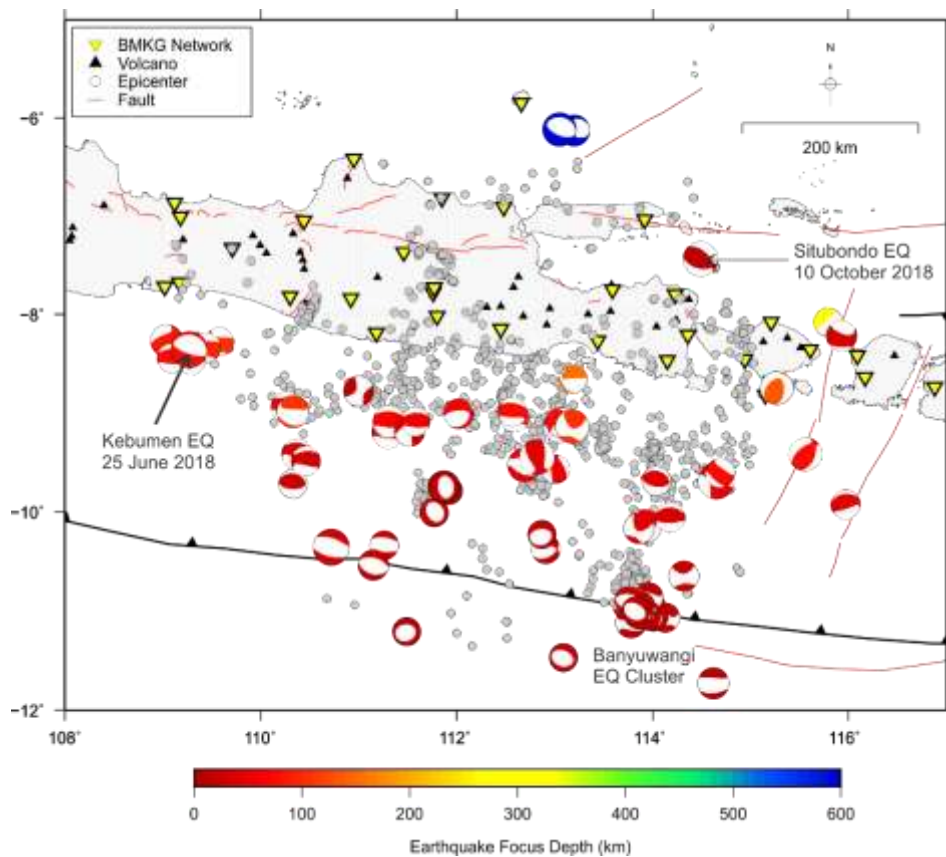 BMKG Network
Volcano
Epicenter
Fault
N
200 km
−6˚
−8˚
−10˚
−12˚
Situbondo EQ
10 October 2018
Kebumen EQ
25 June 2018
Banyuwangi
EQ Cluster
108˚ 110˚ 112˚ 114˚ 116˚
0 100 200 300 400 500 600
Earthquake Focus Depth (km)